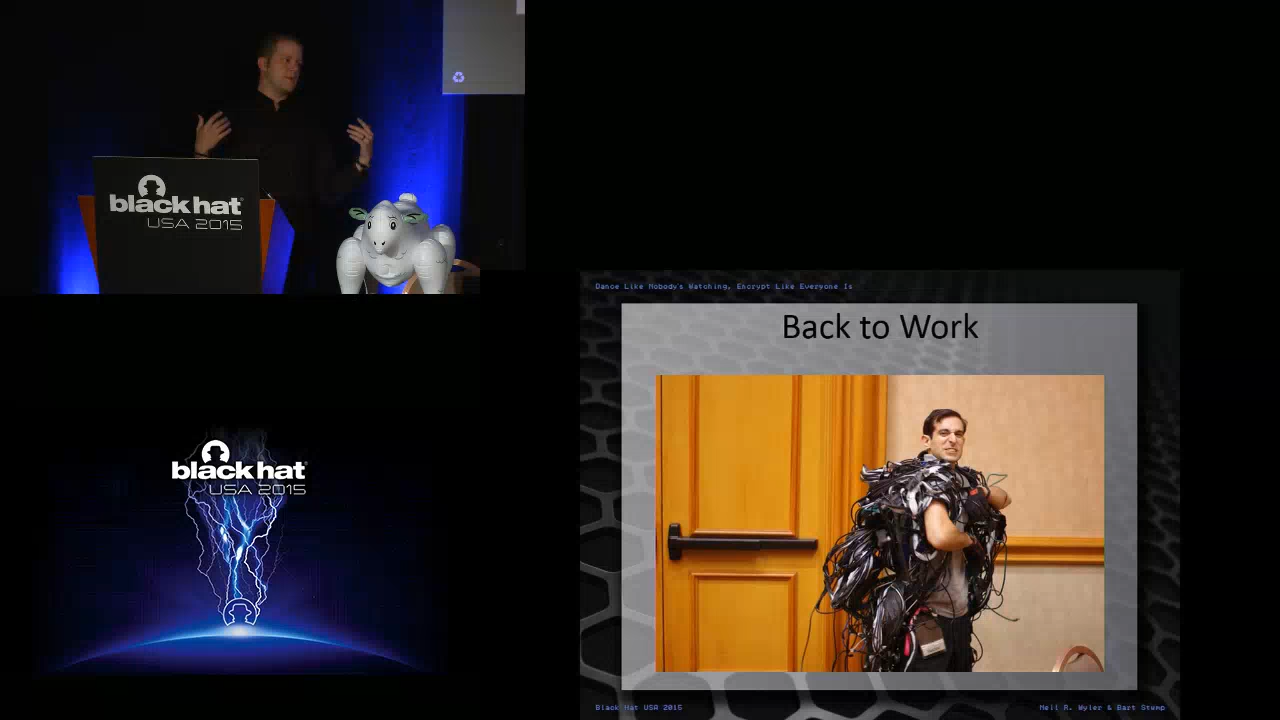 black hat
USA 2015
Dance Like Nobody's Watching, Encrypt Like Everyone Is
Back to Work
black hat
USA 2015
Black Hat USA 2015
Neil R. Wyler & Bart Stump